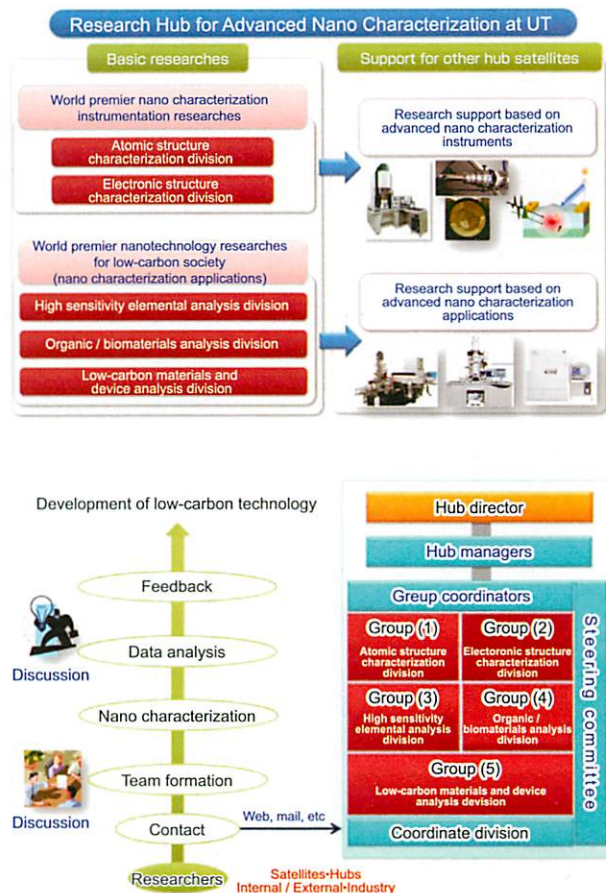 Research Hub for Advanced Nano Characterization at UT
Basic researches
World premier nano characterization
instrumentation researches
Atomic structure
characterization division
Electronic structure
characterization division
World premier nanotechnology researches
for low-carbon society
(nano characterization applications)
High sensitivity elemental analysis division
Organic / biomaterials analysis division
Low-carbon materials and
device analysis division
Support for other hub satellites
Research support based on
advanced nano characterization
instruments
Research support based on
advanced nano characterization
applications
Development of low-carbon technology
Feedback
Data analysis
Discussion
Nano characterization
Team formation
Discussion
Contact
Web, mail, etc
Researchers
Satellites•Hubs
Internal / External•Industry
Hub director
Hub managers
Greup coordinators
Group (1)
Atomic structure
characterization
division
Group (2)
Electoronic structure
characterization
division
Group (3)
High sensitivity
elemental analysis
division
Group (4)
Organic /
biomaterials analysis
division
Group (5)
Low-carbon materials and device
analysis devision
Coordinate division
Steering committee